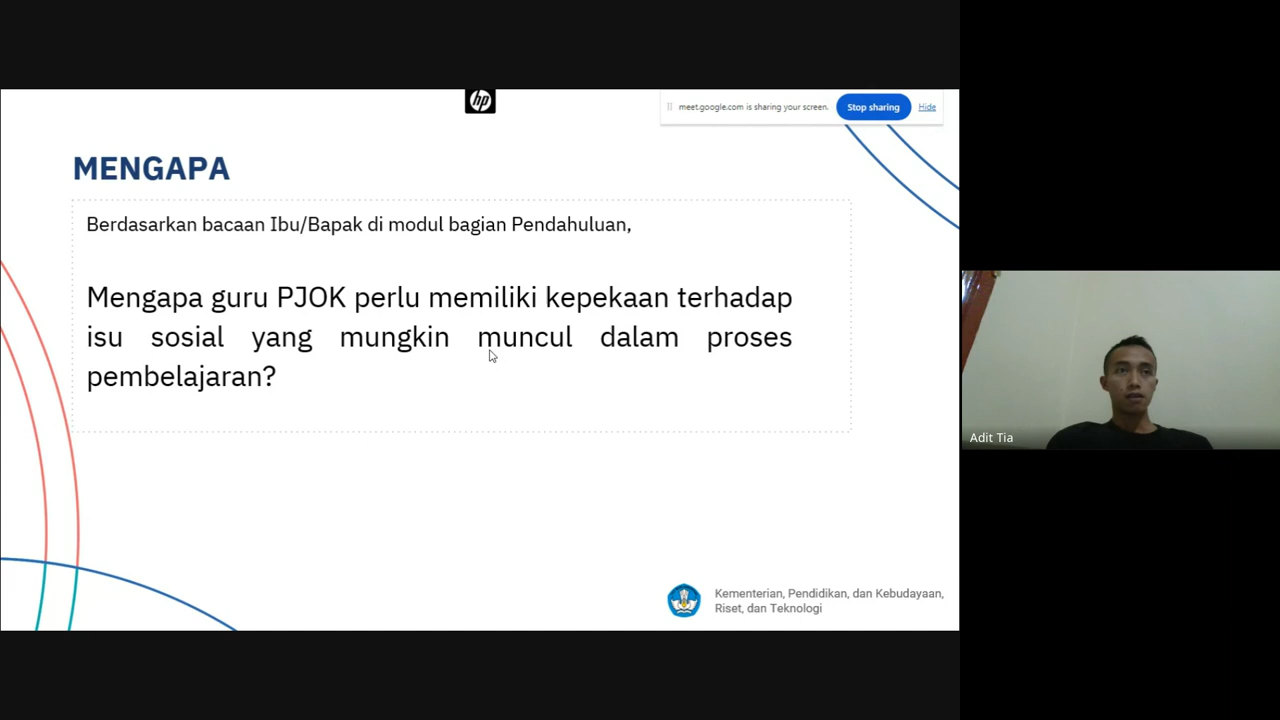 hp
meet.google.com is sharing your screen. Stop sharing Hide
MENGAPA
Berdasarkan bacaan Ibu/Bapak di modul bagian Pendahuluan,
Mengapa guru PJOK perlu memiliki kepekaan terhadap
isu sosial yang mungkin muncul dalam proses
pembelajaran?
Adit Tia
Kementerian, Pendidikan, dan Kebudayaan,
Riset, dan Teknologi